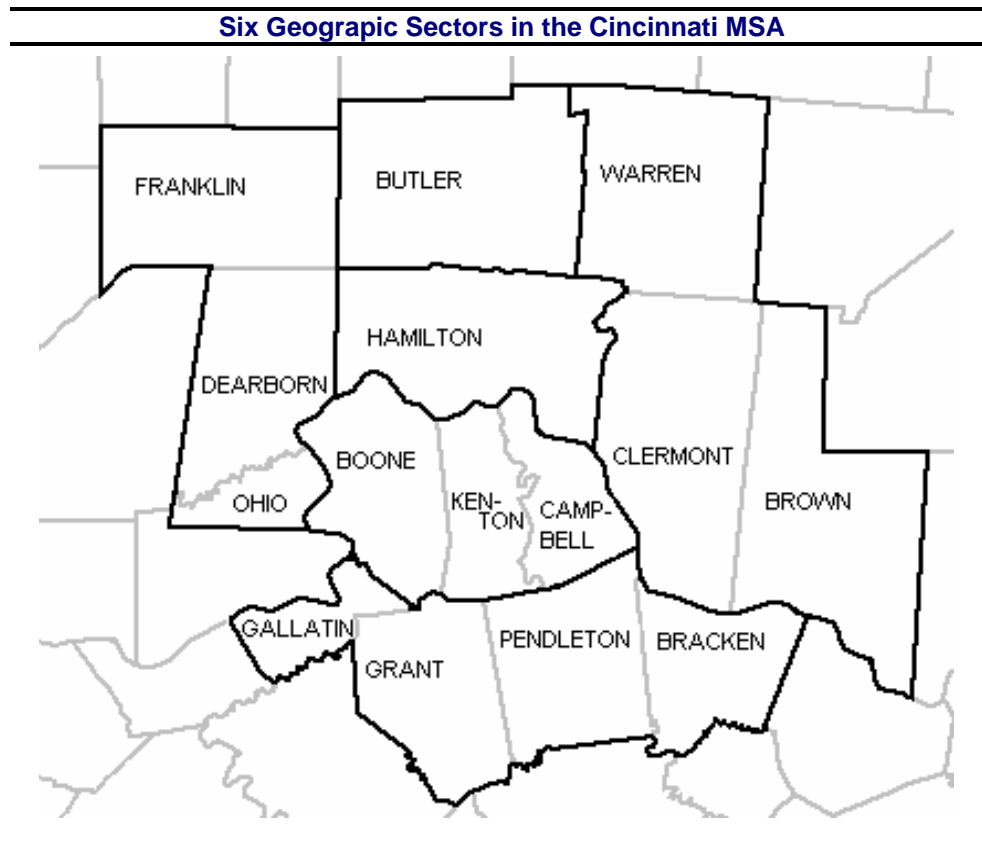 Six Geograpic Sectors in the Cincinnati MSA
FRANKLIN
BUTLER
WARREN
HAMILTON
DEARBORN
BOONE
CLERMONT
OHIO
KEN-
TON
CAMP-
BELL
BROWN
GALLATIN
GRANT
PENDLETON
BRACKEN